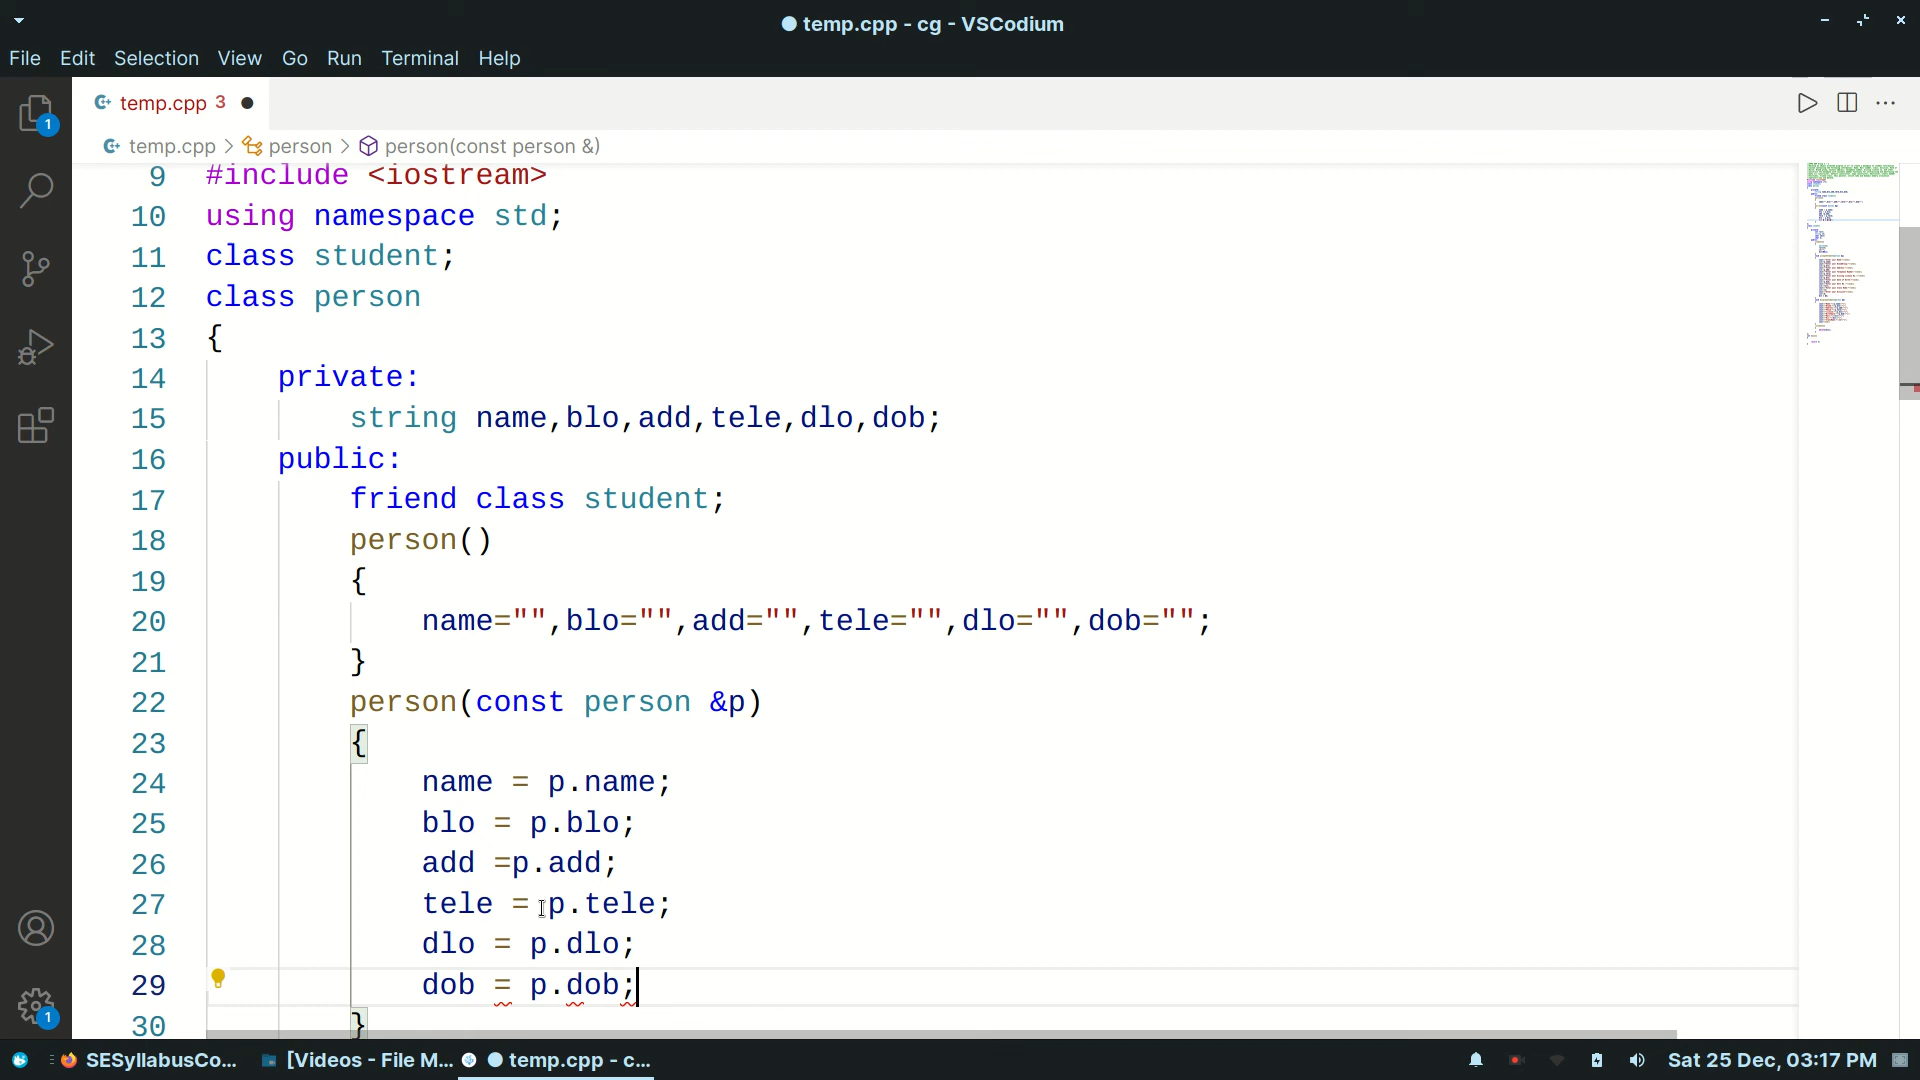 temp.cpp - cg - VSCodium
File Edit Selection View Go Run Terminal Help
1
temp.cpp 3
temp.cpp > person > person(const person &)
9 #include <iostream>
10 using namespace std;
11 class student;
12 class person
13 {
14 private:
15 string name,blo,add,tele,dlo,dob;
16 public:
17 friend class student;
18 person()
19 {
20 name="",blo="",add="",tele="",dlo="",dob="";
21 }
22 person(const person &p)
23 {
24 name = p.name;
25 blo = p.blo;
26 add =p.add;
27 tele = p.tele;
28 dlo = p.dlo;
29 dob = p.dob;
30 }
1
SESyllabusCo... [Videos - File M... temp.cpp - c... Sat 25 Dec, 03:17 PM